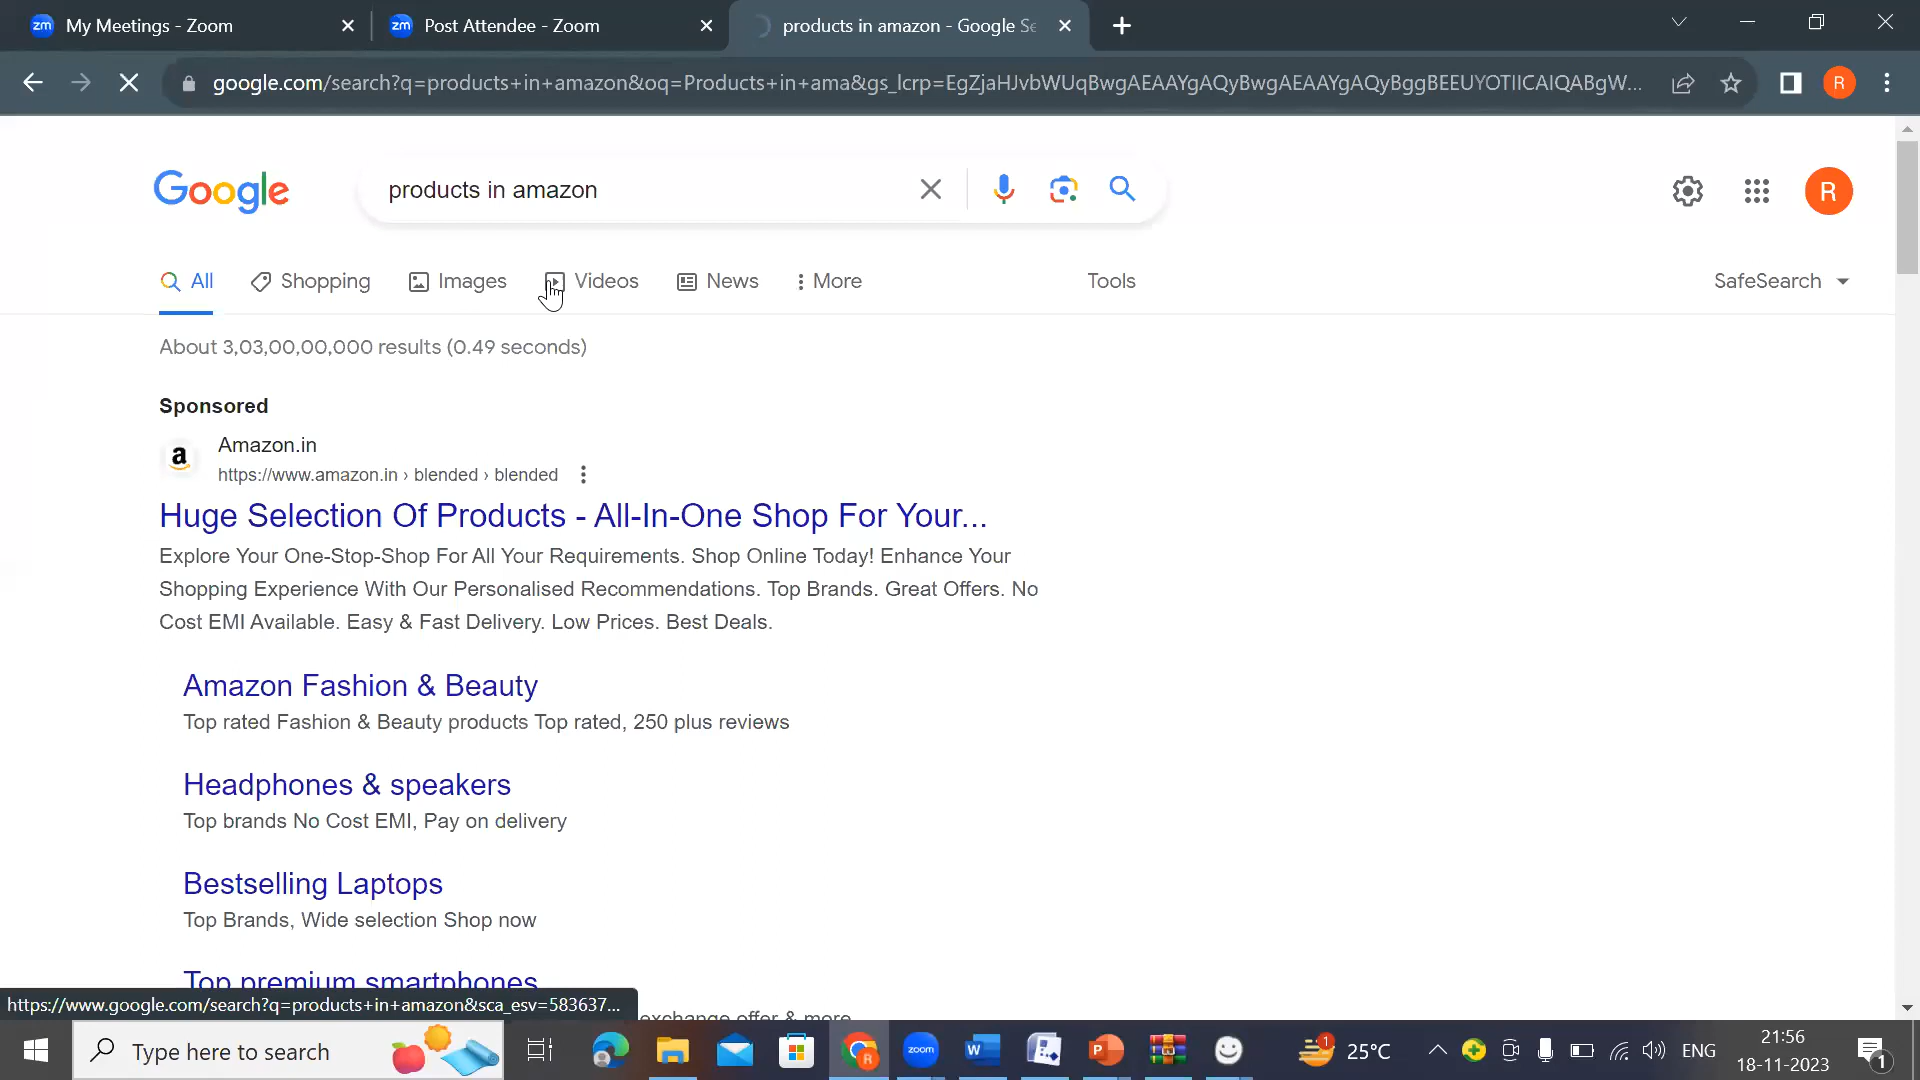 My Meetings - Zoom
Post Attendee - Zoom
products in amazon - Google Se
google.com/search?q=products+in+amazon&oq=Products+in+ama&gs_lcrp=EgZjaHJvbWUqBwgAEAAYgAQyBwgAEAAYgAQyBggBEEUYOTIICAIQABgW...
R
Google
products in amazon
R
All
Shopping
Images
Videos
News
More
Tools
SafeSearch
About 3,03,00,00,000 results (0.49 seconds)
Sponsored
Amazon.in
https://www.amazon.in › blended › blended
Huge Selection Of Products - All-In-One Shop For Your...
Explore Your One-Stop-Shop For All Your Requirements. Shop Online Today! Enhance Your
Shopping Experience With Our Personalised Recommendations. Top Brands. Great Offers. No
Cost EMI Available. Easy & Fast Delivery. Low Prices. Best Deals.
Amazon Fashion & Beauty
Top rated Fashion & Beauty products Top rated, 250 plus reviews
Headphones & speakers
Top brands No Cost EMI, Pay on delivery
Bestselling Laptops
Top Brands, Wide selection Shop now
Top premium smartphones
https://www.google.com/search?q=products+in+amazon&sca_esv=583637...
exchange offer & more
Type here to search
zoom
1
25°C
ENG
21:56
18-11-2023
1